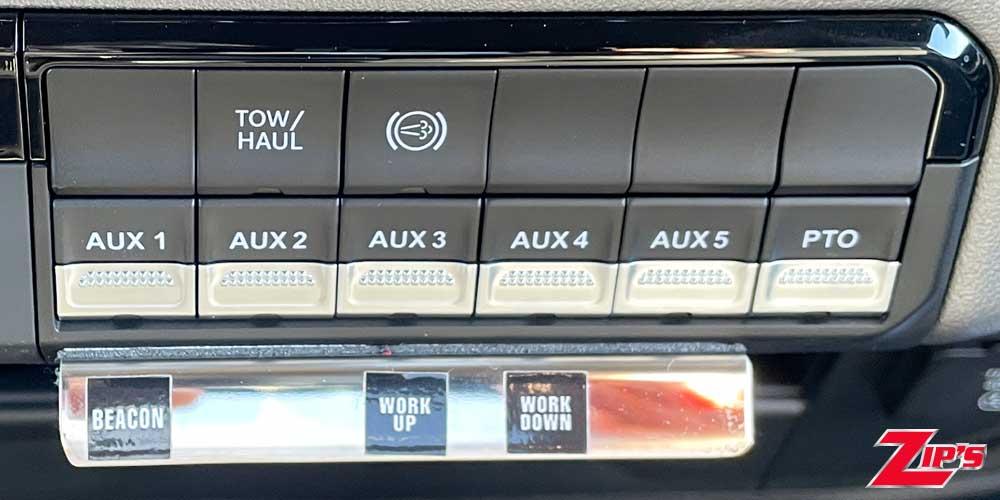 TOW/
HAUL
AUX 1
AUX 2
AUX 3
AUX 4
AUX 5
PTO
BEACON
WORK
UP
WORK
DOWN
ZIP'S